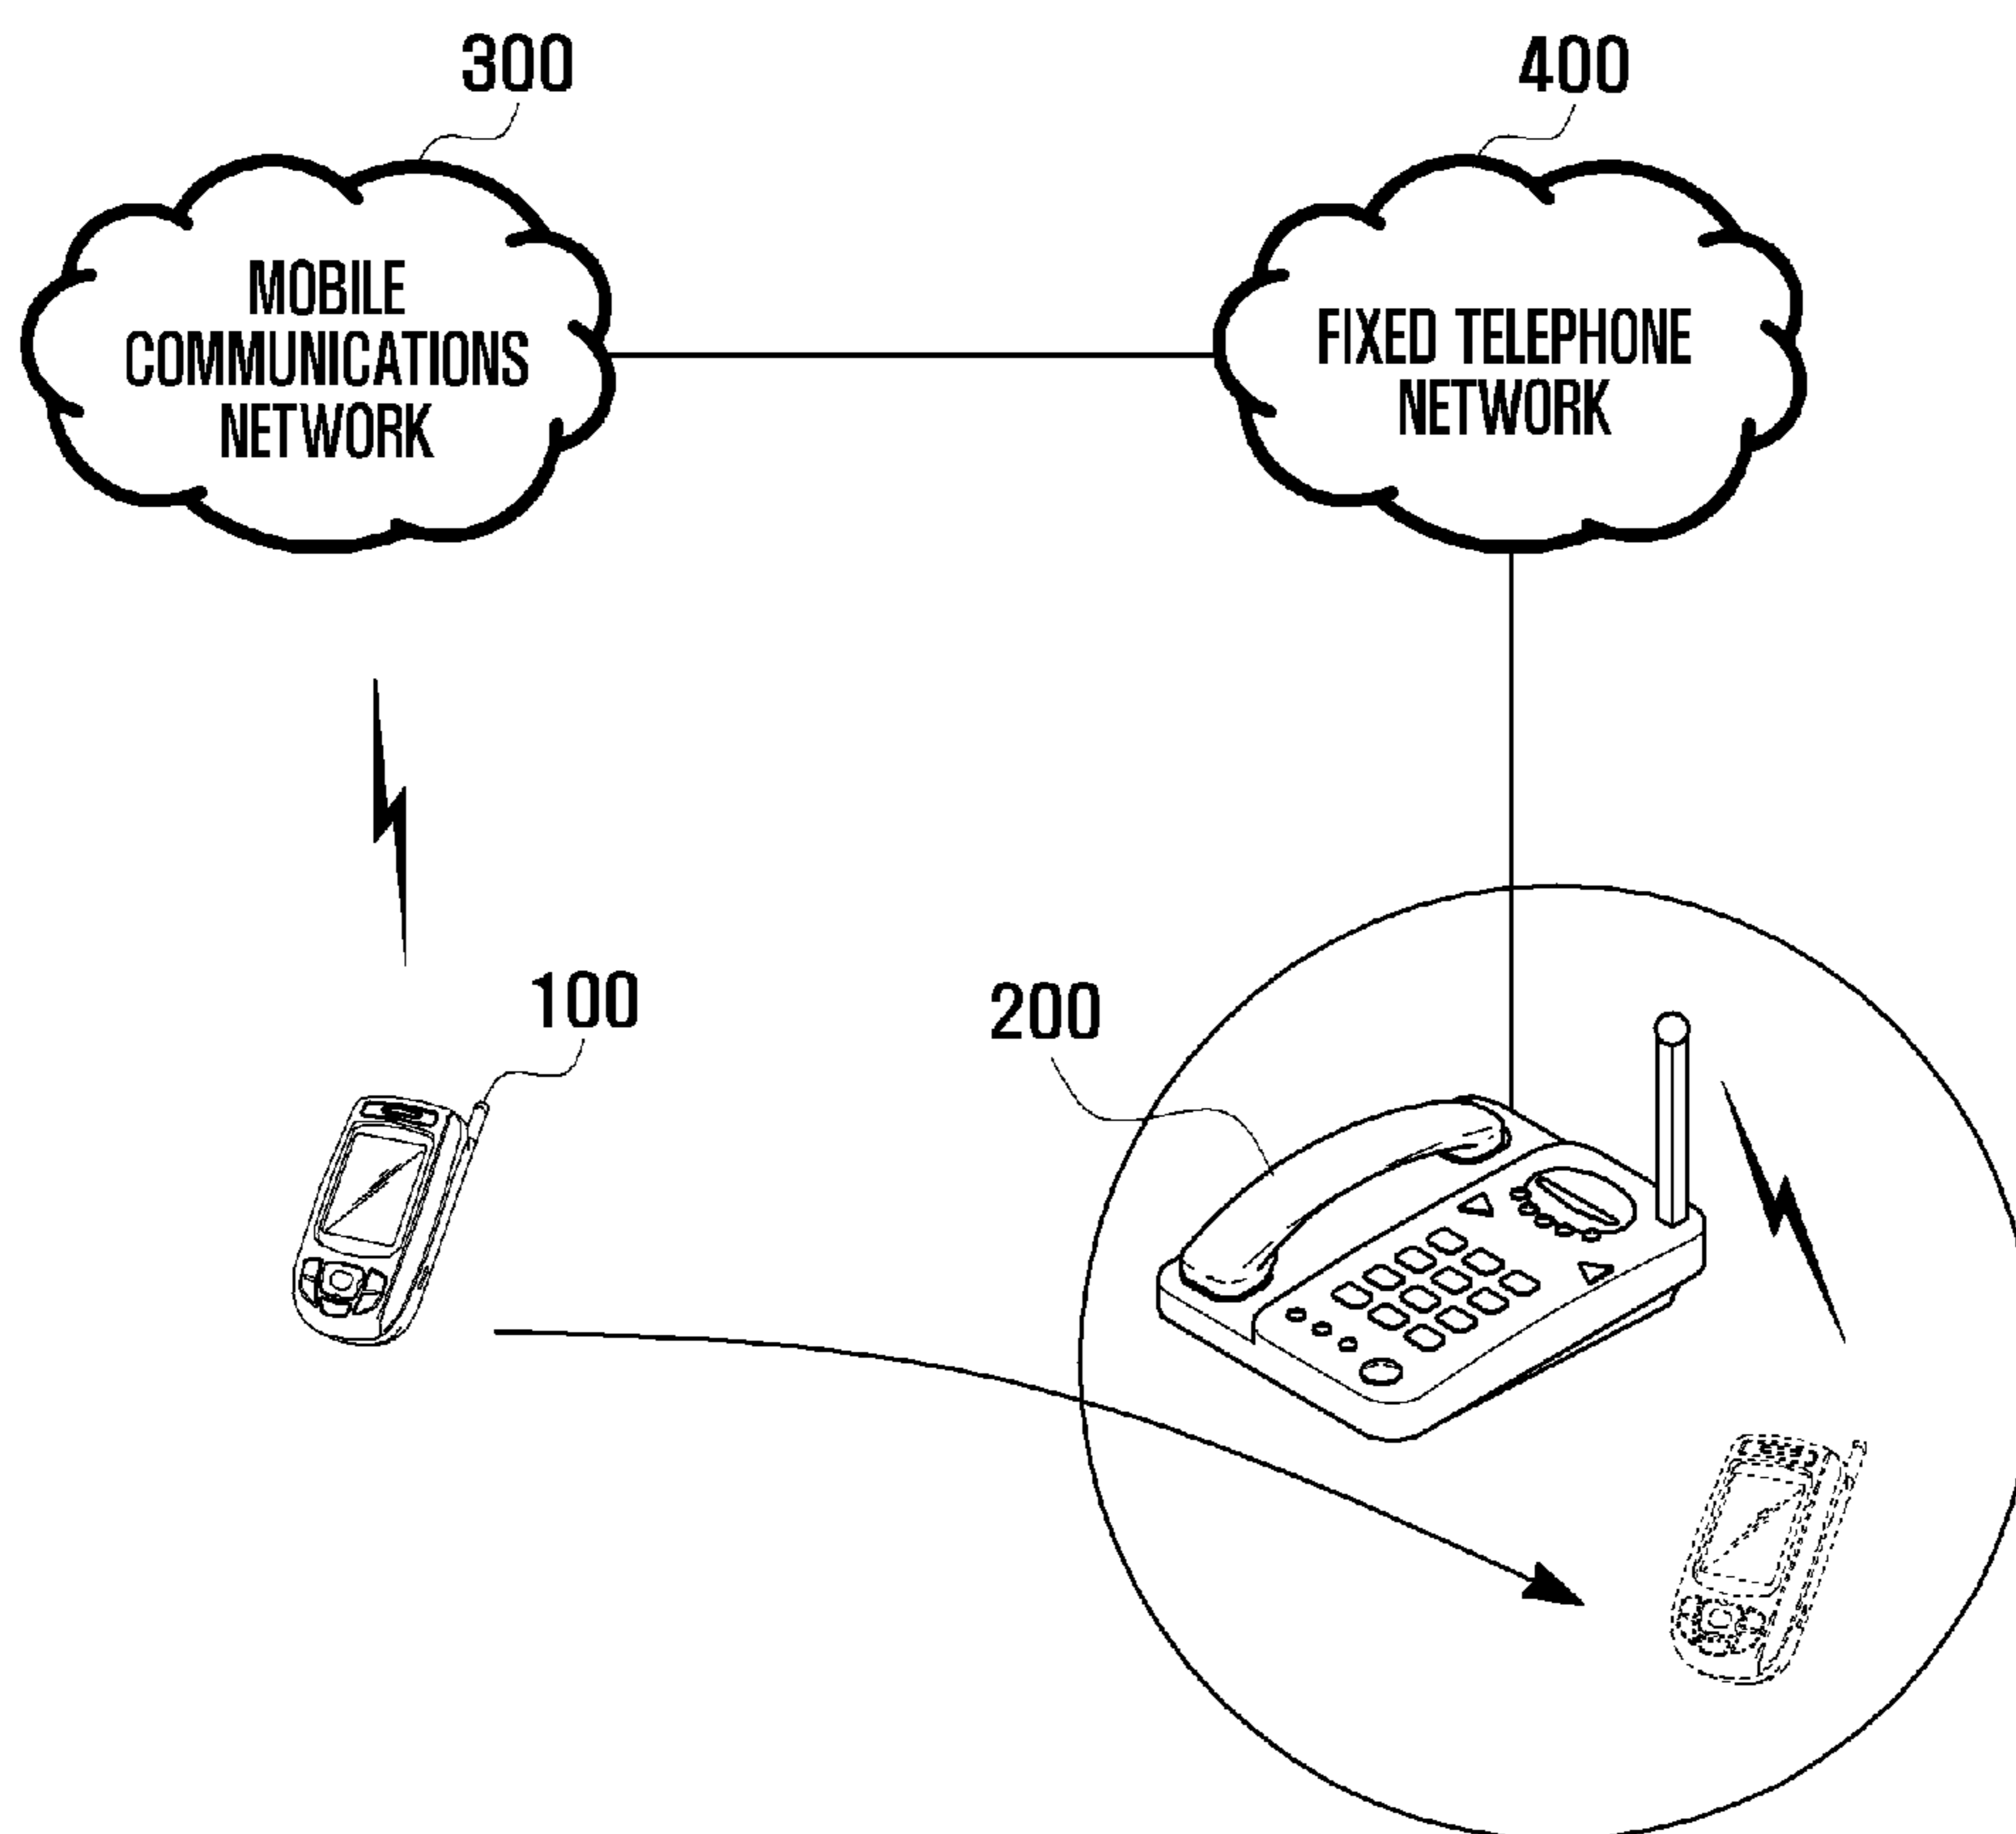 300
400
MOBILE
COMMUNICATIONS
NETWORK
FIXED TELEPHONE
NETWORK
100
200